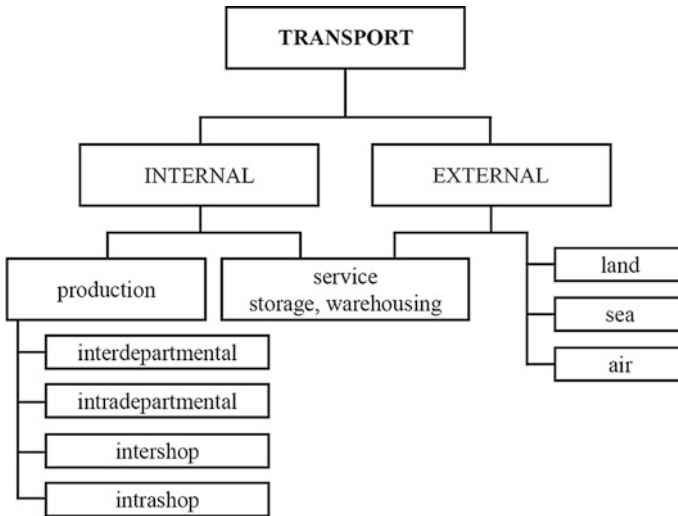 TRANSPORT
INTERNAL
EXTERNAL
production
service
storage, warehousing
land
sea
air
interdepartmental
intradepartmental
intershop
intrashop